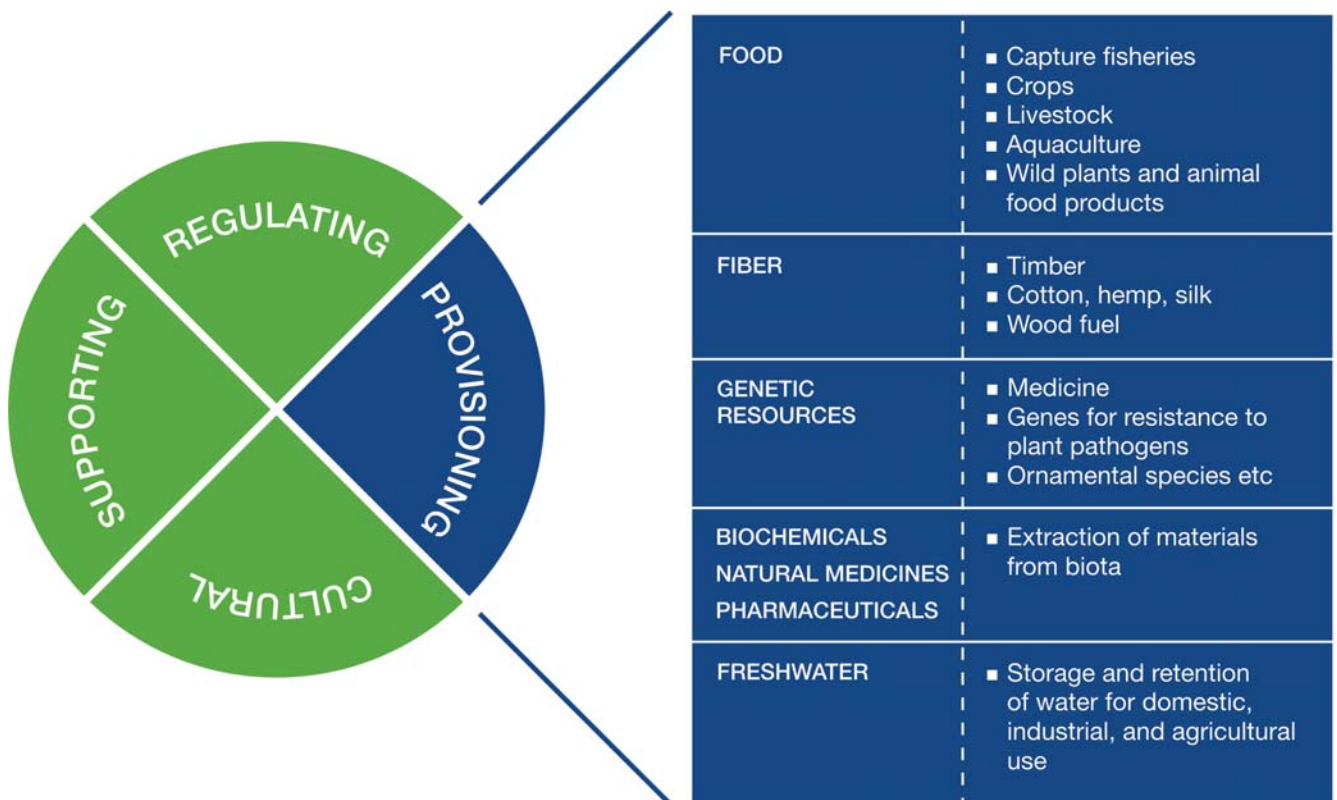 REGULATING
SUPPORTING
PROVISIONING
CULTURAL
FOOD
■ Capture fisheries
■ Crops
■ Livestock
■ Aquaculture
■ Wild plants and animal
food products
FIBER
■ Timber
■ Cotton, hemp, silk
■ Wood fuel
GENETIC
RESOURCES
■ Medicine
■ Genes for resistance to
plant pathogens
■ Ornamental species etc
BIOCHEMICALS
NATURAL MEDICINES
PHARMACEUTICALS
■ Extraction of materials
from biota
FRESHWATER
■ Storage and retention
of water for domestic,
industrial, and agricultural
use